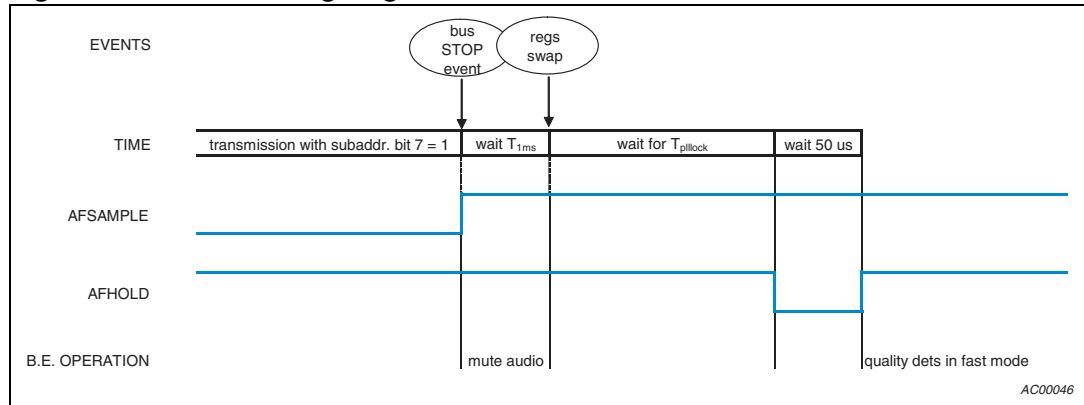 EVENTS
bus
STOP
event
regs
swap
TIME
transmission with subaddr. bit 7 = 1
wait T1ms
wait for Tplllock
wait 50 us
AFSAMPLE
AFHOLD
B.E. OPERATION
mute audio
quality dets in fast mode
AC00046